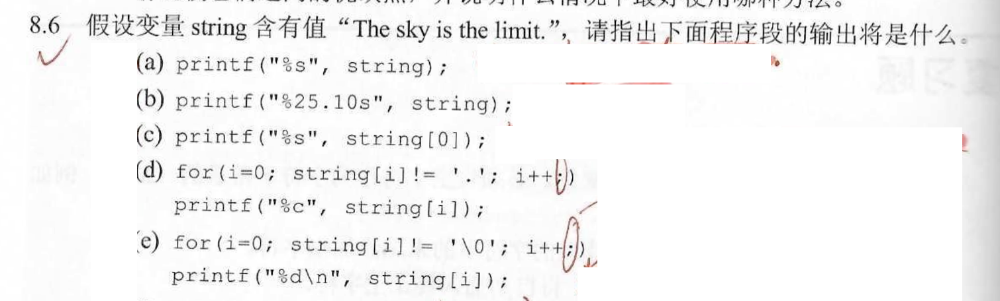 8.6 假设变量 string 含有值 “The sky is the limit.”，请指出下面程序段的输出将是什么。
(a) printf("%s", string);
(b) printf("%25.10s", string);
(c) printf("%s", string[0]);
(d) for(i=0; string[i]!= '.'; i++;)
printf("%c", string[i]);
(e) for(i=0; string[i]!= '\0'; i++;)
printf("%d\n", string[i]);